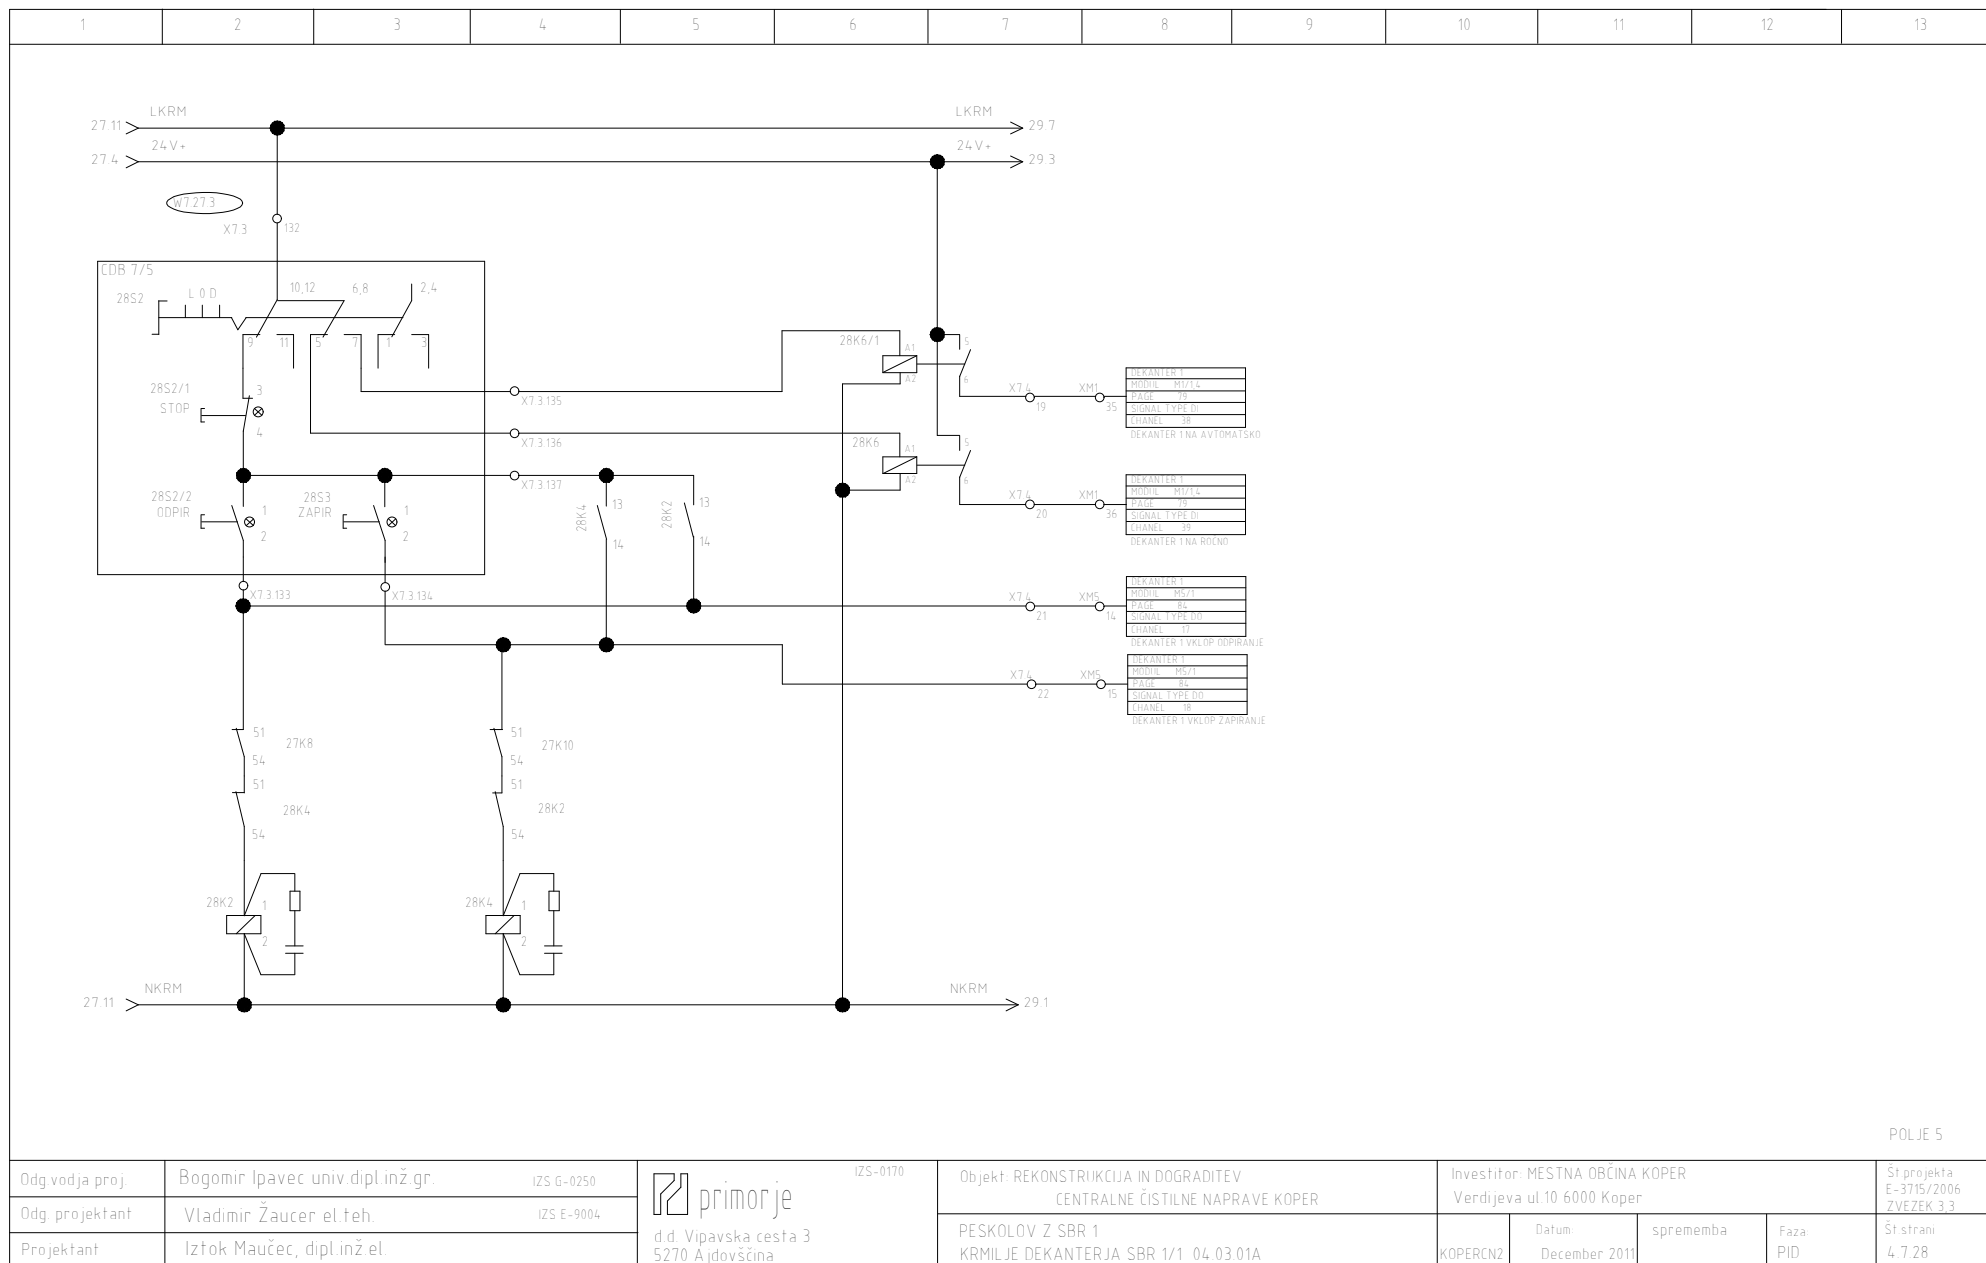 1 2 3 4 5 6 7 8 9 10 11 12 13
LKRM LKRM
27.11 29.7
24V+ 24V+
27.4 29.3
W7.27.3
X7.3 132
CDB 7/5
28S2 L 0 D 10,12 6,8 2,4
9 11 5 7 1 3
28S2/1 3
STOP
4
X7.3.135
X7.3.136
X7.3.137
28S2/2
ODPIR
1
2
28S3
ZAPIR
1
2
28K4 13
14
28K2 13
14
X7.3.133
X7.3.134
28K6/1 A1
A2
5
6
X7.4 XM1
19 35
DEKANTER 1
MODUL M1/1,4
PAGE 79
SIGNAL TYPE DI
CHANEL 38
DEKANTER 1 NA AVTOMATSKO
28K6 A1
A2
5
6
X7.4 XM1
20 36
DEKANTER 1
MODUL M1/1,4
PAGE 79
SIGNAL TYPE DI
CHANEL 39
DEKANTER 1 NA ROČNO
X7.4 XM5
21 14
DEKANTER 1
MODUL M5/1
PAGE 84
SIGNAL TYPE DO
CHANEL 17
DEKANTER 1 VKLOP ODPIRANJE
X7.4 XM5
22 15
DEKANTER 1
MODUL M5/1
PAGE 84
SIGNAL TYPE DO
CHANEL 18
DEKANTER 1 VKLOP ZAPIRANJE
51
27K8
54
51
28K4
54
51
27K10
54
51
28K2
54
28K2 1
2
28K4 1
2
NKRM NKRM
27.11 29.1
POLJE 5
Odg.vodja proj. Bogomir Ipavec univ.dipl.inž.gr. IZS G-0250
Odg. projektant Vladimir Žaucer el.teh. IZS E-9004
Projektant Iztok Maučec, dipl.inž.el.
primorje IZS-0170
d.d. Vipavska cesta 3
5270 Ajdovščina
Objekt: REKONSTRUKCIJA IN DOGRADITEV
CENTRALNE ČISTILNE NAPRAVE KOPER
PESKOLOV Z SBR 1
KRMILJE DEKANTERJA SBR 1/1 04.03.01A
Investitor: MESTNA OBČINA KOPER
Verdijeva ul.10 6000 Koper
KOPERCN2
Datum:
December 2011
sprememba
Faza:
PID
Št.projekta
E-3715/2006
ZVEZEK 3,3
Št.strani
4.7.28